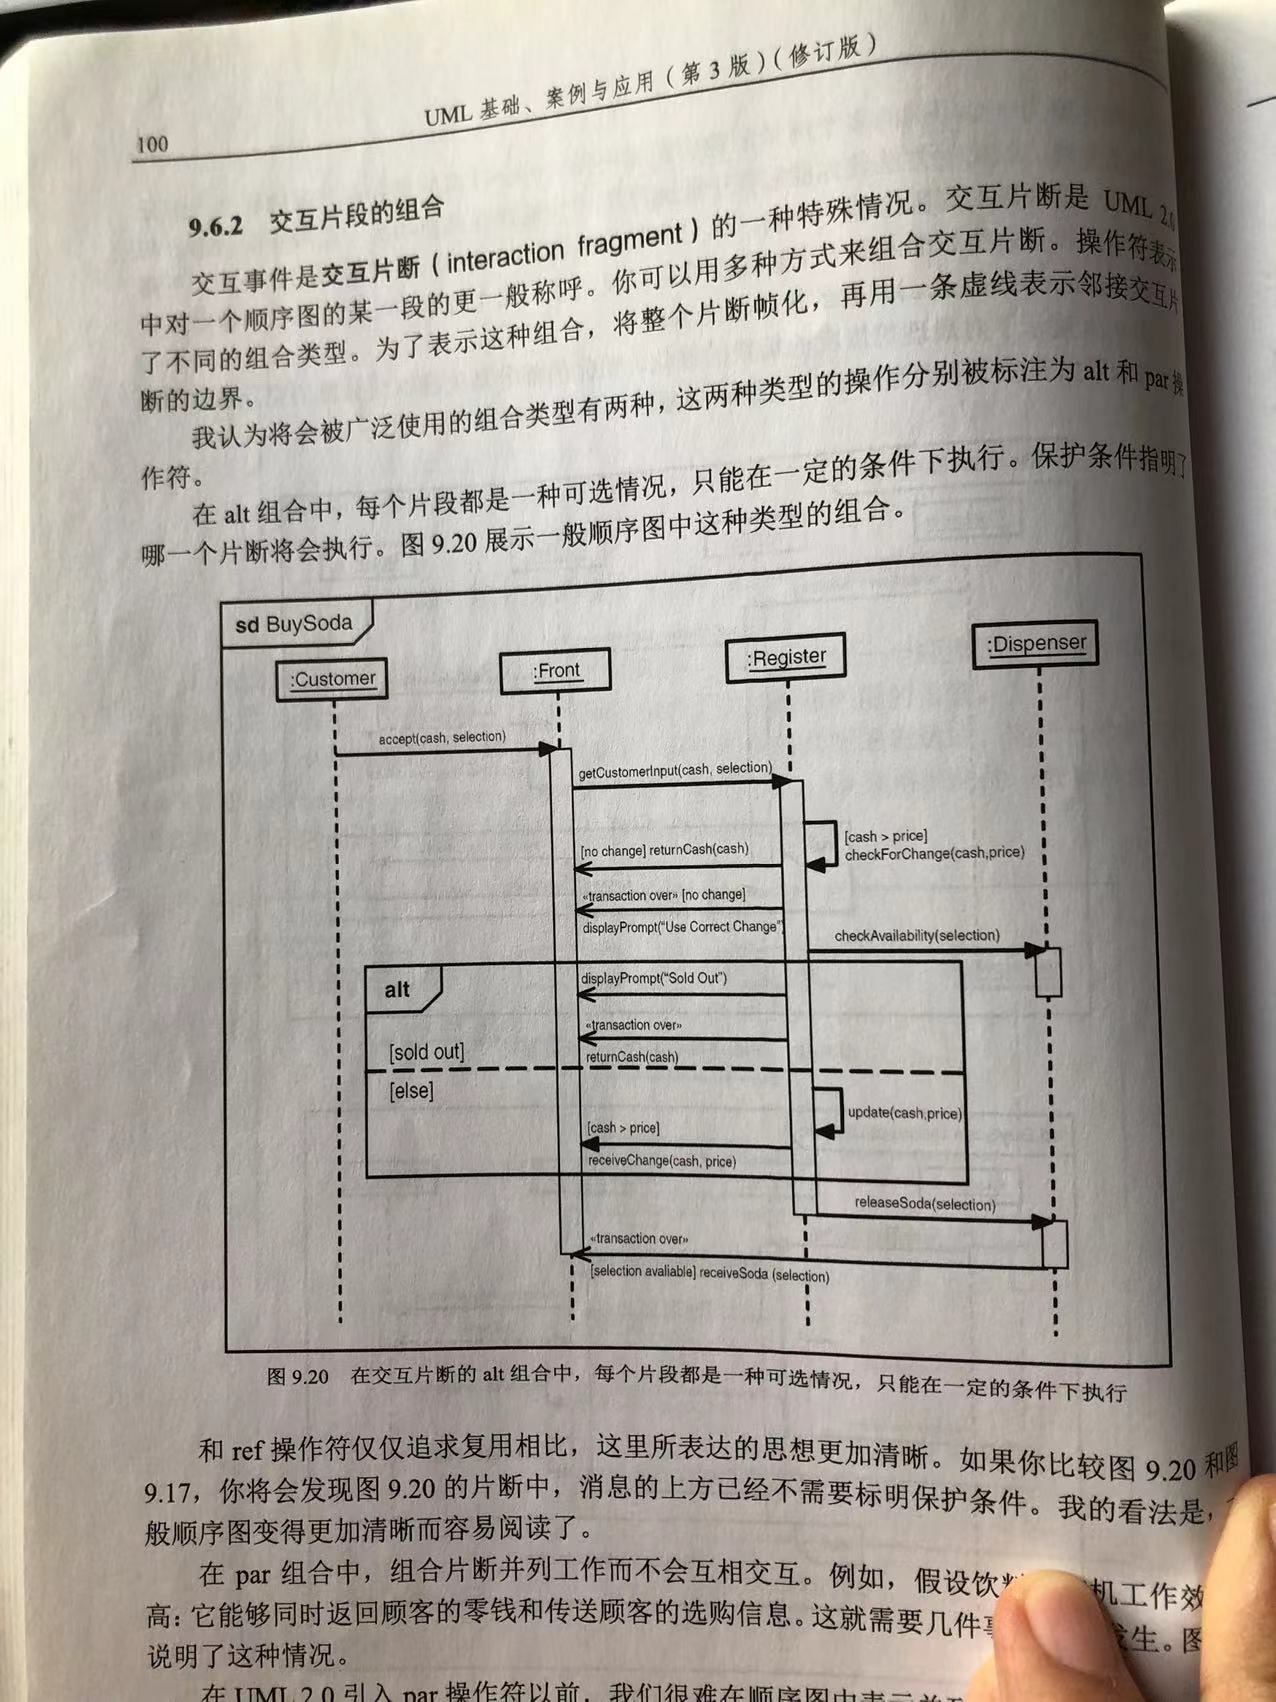 UML 基础、案例与应用（第 3 版）（修订版）
100
9.6.2 交互片段的组合
交互事件是交互片断（interaction fragment）的一种特殊情况。交互片断是 UML 2.0
中对一个顺序图的某一段的更一般称呼。你可以用多种方式来组合交互片断。操作符表示
了不同的组合类型。为了表示这种组合，将整个片断帧化，再用一条虚线表示邻接交互片
断的边界。
我认为将会被广泛使用的组合类型有两种，这两种类型的操作分别被标注为 alt 和 par 操
作符。
在 alt 组合中，每个片段都是一种可选情况，只能在一定的条件下执行。保护条件指明了
哪一个片断将会执行。图 9.20 展示一般顺序图中这种类型的组合。
sd BuySoda
:Customer
:Front
:Register
:Dispenser
accept(cash, selection)
getCustomerInput(cash, selection)
[cash > price]
checkForChange(cash,price)
[no change] returnCash(cash)
«transaction over» [no change]
displayPrompt("Use Correct Change")
checkAvailability(selection)
alt
displayPrompt("Sold Out")
«transaction over»
[sold out]
returnCash(cash)
[else]
update(cash,price)
[cash > price]
receiveChange(cash, price)
releaseSoda(selection)
«transaction over»
[selection avaliable] receiveSoda (selection)
图 9.20 在交互片断的 alt 组合中，每个片段都是一种可选情况，只能在一定的条件下执行
和 ref 操作符仅仅追求复用相比，这里所表达的思想更加清晰。如果你比较图 9.20 和图
9.17，你将会发现图 9.20 的片断中，消息的上方已经不需要标明保护条件。我的看法是，
般顺序图变得更加清晰而容易阅读了。
在 par 组合中，组合片断并列工作而不会互相交互。例如，假设饮料机工作效
高：它能够同时返回顾客的零钱和传送顾客的选购信息。这就需要几件发生。图
说明了这种情况。
在 UML 2.0 引入 par 操作符以前，我们很难在顺序图中表示